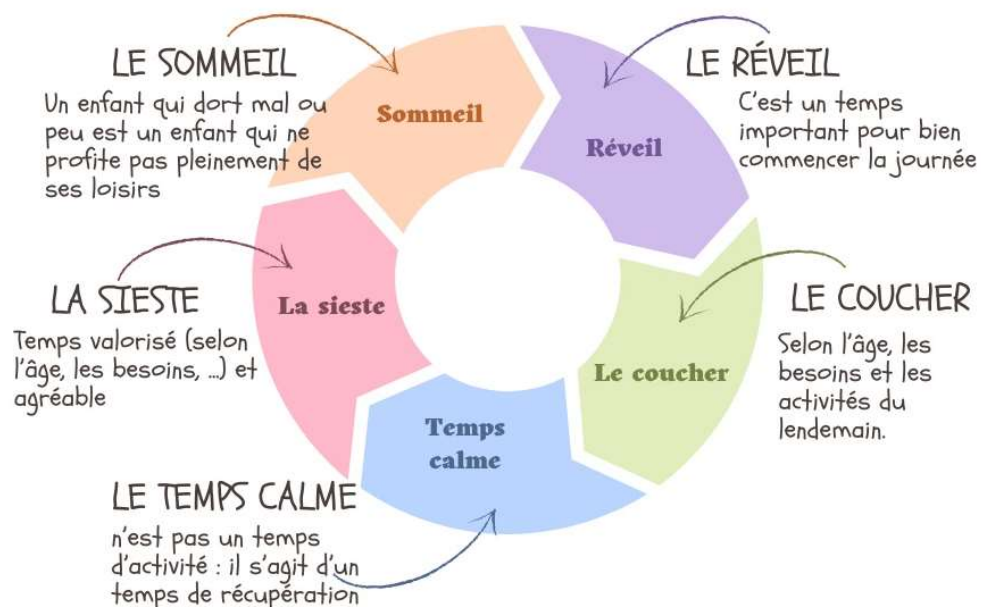 LE SOMMEIL
Un enfant qui dort mal ou
peu est un enfant qui ne
profite pas pleinement de
ses loisirs
Sommeil
LE RÉVEIL
C'est un temps
important pour bien
commencer la journée
Réveil
LA SIESTE
Temps valorisé (selon
l'âge, les besoins, ...) et
agréable
La sieste
LE COUCHER
Selon l'âge, les
besoins et les
activités du
lendemain.
Le coucher
Temps
calme
LE TEMPS CALME
n'est pas un temps
d'activité : il s'agit d'un
temps de récupération